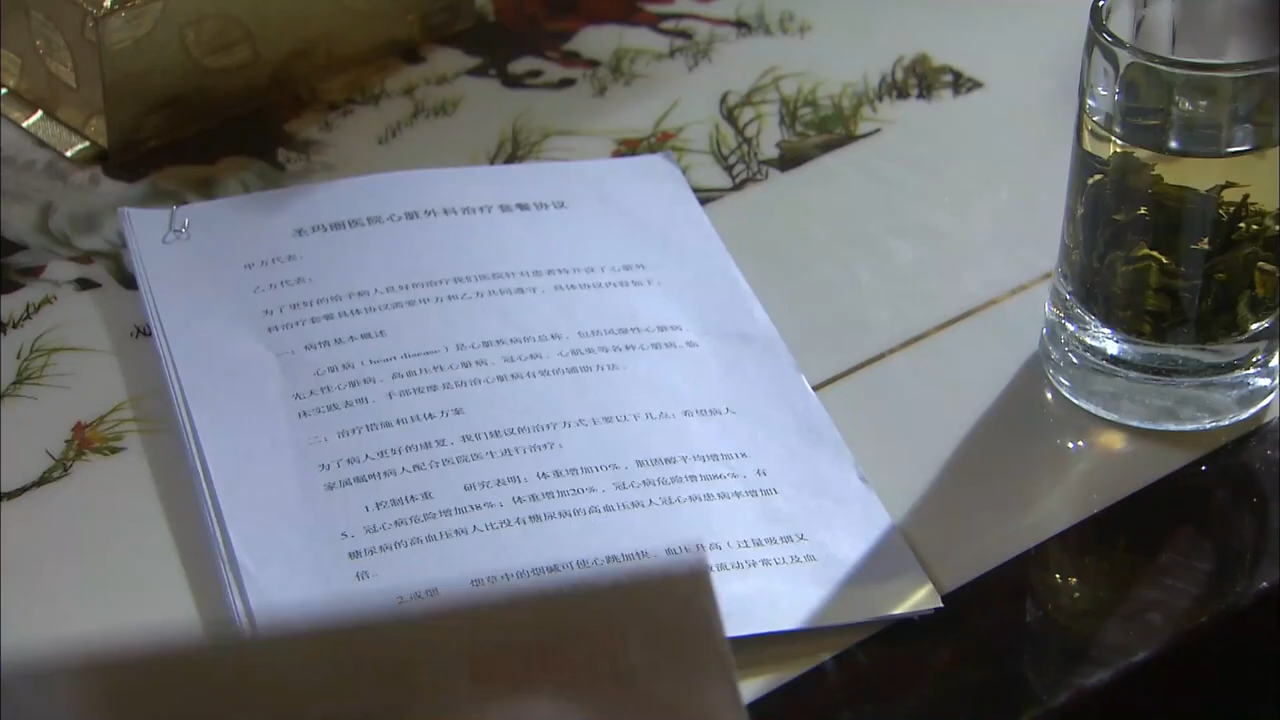 圣玛丽医院心脏外科治疗套餐协议
甲方代表：
乙方代表：
为了更好的给予病人良好的治疗我们医院针对患者特开设了心脏外
科治疗套餐具体协议需要甲方和乙方共同遵守，具体协议内容如下：
一：病情基本概述
心脏病（heart disease）是心脏疾病的总称，包括风湿性心脏病、
先天性心脏病、高血压性心脏病、冠心病、心肌炎等各种心脏病。临
床实践表明，手部按摩是防治心脏病有效的辅助方法。
二：治疗措施和具体方案
为了病人更好的康复，我们建议的治疗方式主要以下几点；希望病人
家属嘱咐病人配合医院医生进行治疗：
1.控制体重 研究表明：体重增加10%，胆固醇平均增加18.
5，冠心病危险增加38%；体重增加20%，冠心病危险增加86%，有
糖尿病的高血压病人比没有糖尿病的高血压病人冠心病患病率增加1
倍。
2.戒烟 烟草中的烟碱可使心跳加快、血压升高（过量吸烟又
流动异常以及血